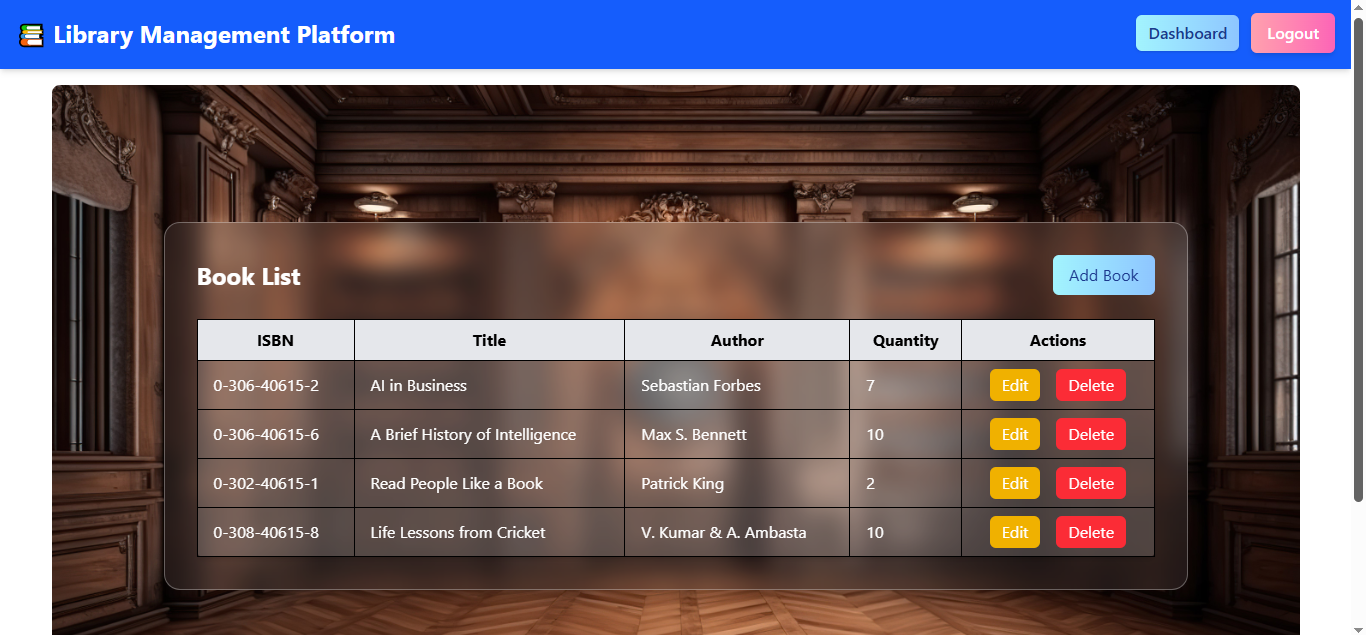 Library Management Platform Dashboard Logout
Book List Add Book
ISBN Title Author Quantity Actions
0-306-40615-2 AI in Business Sebastian Forbes 7 Edit Delete
0-306-40615-6 A Brief History of Intelligence Max S. Bennett 10 Edit Delete
0-302-40615-1 Read People Like a Book Patrick King 2 Edit Delete
0-308-40615-8 Life Lessons from Cricket V. Kumar & A. Ambasta 10 Edit Delete